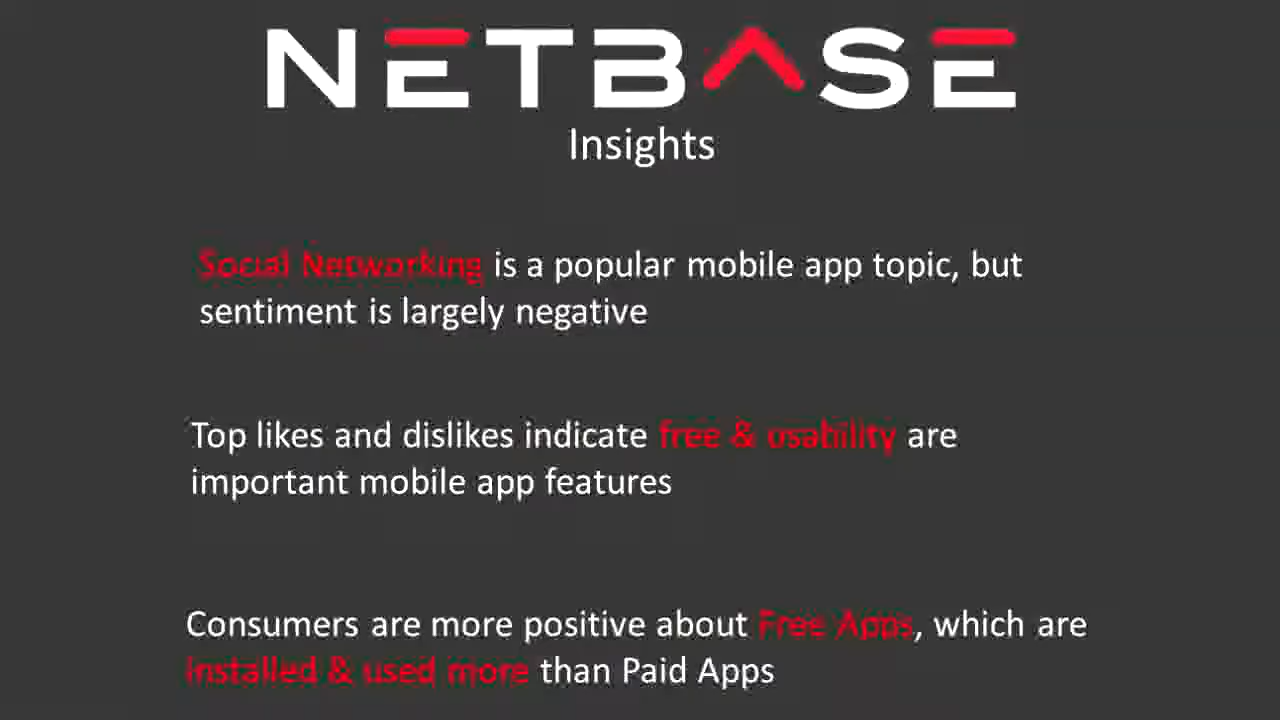 NETBASE
Insights
Social Networking is a popular mobile app topic, but
sentiment is largely negative
Top likes and dislikes indicate free & usability are
important mobile app features
Consumers are more positive about Free Apps, which are
installed & used more than Paid Apps